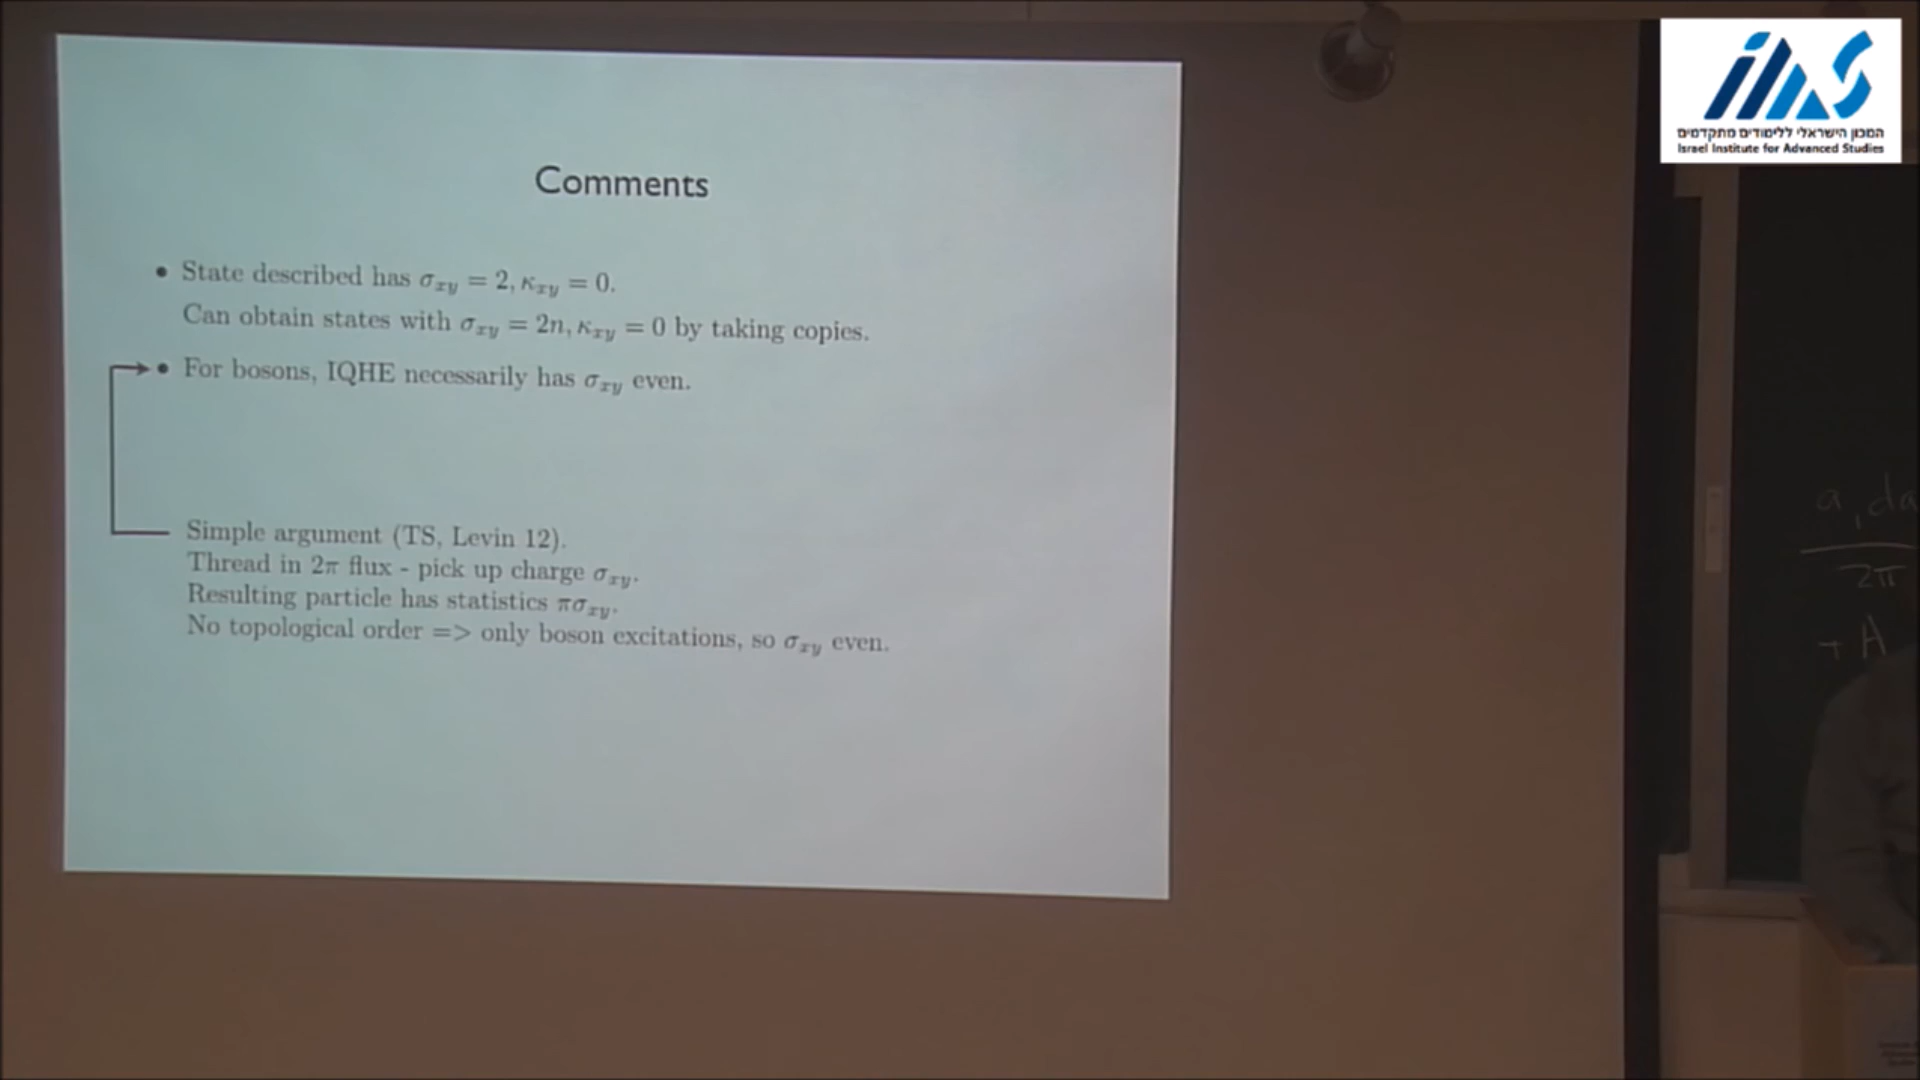 Comments
• State described has σxy = 2, κxy = 0.
Can obtain states with σxy = 2n, κxy = 0 by taking copies.
• For bosons, IQHE necessarily has σxy even.
Simple argument (TS, Levin 12).
Thread in 2π flux - pick up charge σxy.
Resulting particle has statistics πσxy.
No topological order => only boson excitations, so σxy even.
המכון הישראלי ללימודים מתקדמים
Israel Institute for Advanced Studies
a₁da
2π
+ A